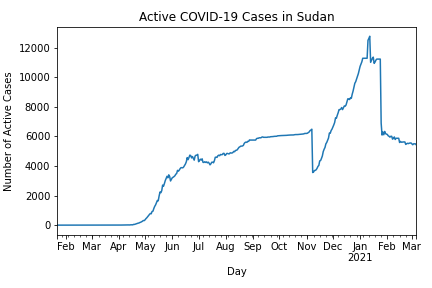 Active COVID-19 Cases in Sudan
Number of Active Cases
12000
10000
8000
6000
4000
2000
0
Feb Mar Apr May Jun Jul Aug Sep Oct Nov Dec Jan Feb Mar
2021
Day